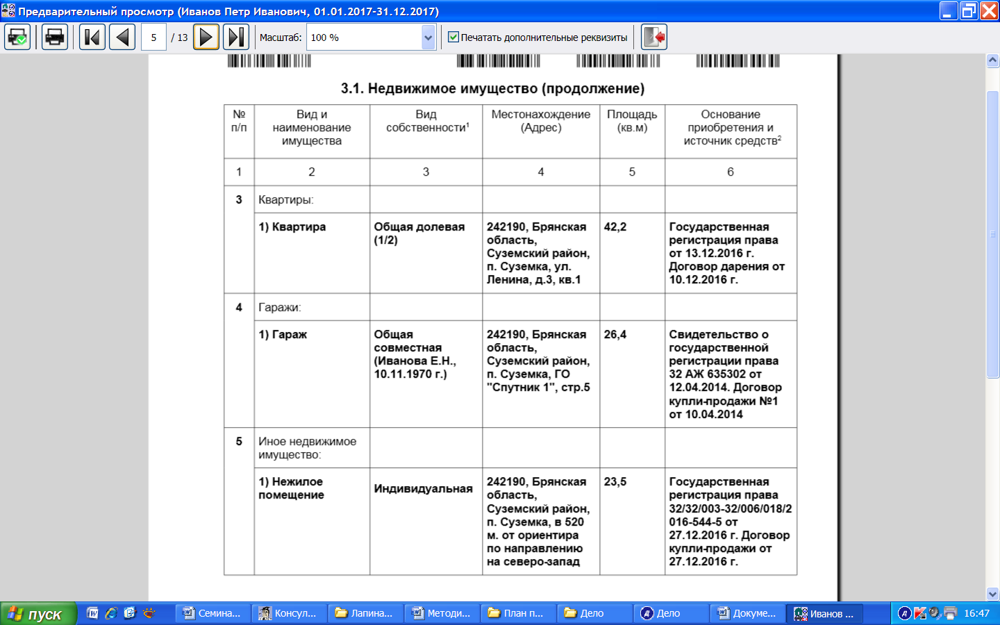 Предварительный просмотр (Иванов Петр Иванович, 01.01.2017-31.12.2017)
5 / 13 Масштаб: 100 % Печатать дополнительные реквизиты
3.1. Недвижимое имущество (продолжение)
№ п/п
Вид и наименование имущества
Вид собственности¹
Местонахождение (Адрес)
Площадь (кв.м)
Основание приобретения и источник средств²
1 2 3 4 5 6
3 Квартиры:
1) Квартира
Общая долевая
(1/2)
242190, Брянская
область,
Суземский район,
п. Суземка, ул.
Ленина, д.3, кв.1
42,2
Государственная
регистрация права
от 13.12.2016 г.
Договор дарения от
10.12.2016 г.
4 Гаражи:
1) Гараж
Общая
совместная
(Иванова Е.Н.,
10.11.1970 г.)
242190, Брянская
область,
Суземский район,
п. Суземка, ГО
"Спутник 1", стр.5
26,4
Свидетельство о
государственной
регистрации права
32 АЖ 635302 от
12.04.2014. Договор
купли-продажи №1
от 10.04.2014
5 Иное недвижимое
имущество:
1) Нежилое
помещение
Индивидуальная
242190, Брянская
область,
Суземский район,
п. Суземка, в 520
м. от ориентира
по направлению
на северо-запад
23,5
Государственная
регистрация права
32/32/003-32/006/018/2
016-544-5 от
27.12.2016 г. Договор
купли-продажи от
27.12.2016 г.
пуск Семина... Консул... Лапина... Методи... План п... Дело Дело Докуме... Иванов ... 16:47